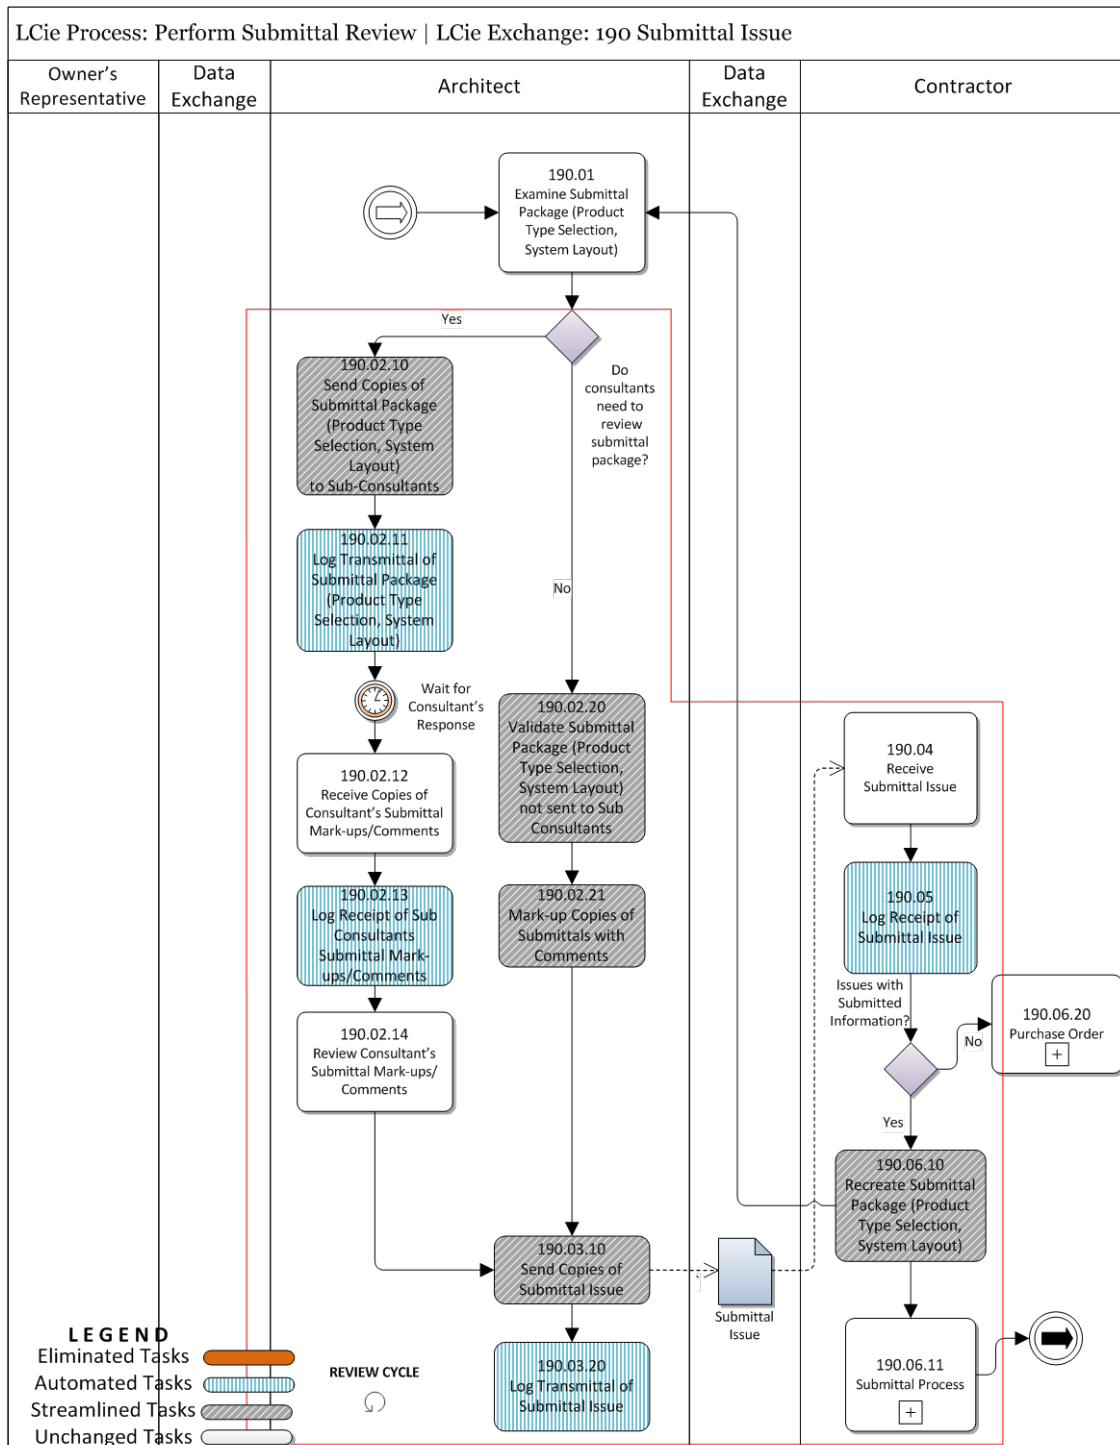 LCie Process: Perform Submittal Review | LCie Exchange: 190 Submittal Issue
Owner's
Representative
Data
Exchange
Architect
Data
Exchange
Contractor
190.01
Examine Submittal
Package (Product
Type Selection,
System Layout)
Yes
Do
consultants
need to
review
submittal
package?
190.02.10
Send Copies of
Submittal Package
(Product Type
Selection, System
Layout)
to Sub-Consultants
190.02.11
Log Transmittal of
Submittal Package
(Product Type
Selection, System
Layout)
No
Wait for
Consultant's
Response
190.02.12
Receive Copies of
Consultant's Submittal
Mark-ups/Comments
190.02.13
Log Receipt of Sub
Consultants
Submittal Mark-
ups/Comments
190.02.14
Review Consultant's
Submittal Mark-ups/
Comments
190.02.20
Validate Submittal
Package (Product
Type Selection,
System Layout)
not sent to Sub
Consultants
190.02.21
Mark-up Copies of
Submittals with
Comments
190.03.10
Send Copies of
Submittal Issue
190.03.20
Log Transmittal of
Submittal Issue
Submittal
Issue
190.04
Receive
Submittal Issue
190.05
Log Receipt of
Submittal Issue
Issues with
Submitted
Information?
No
190.06.20
Purchase Order
Yes
190.06.10
Recreate Submittal
Package (Product
Type Selection,
System Layout)
190.06.11
Submittal Process
LEGEND
Eliminated Tasks
Automated Tasks
Streamlined Tasks
Unchanged Tasks
REVIEW CYCLE